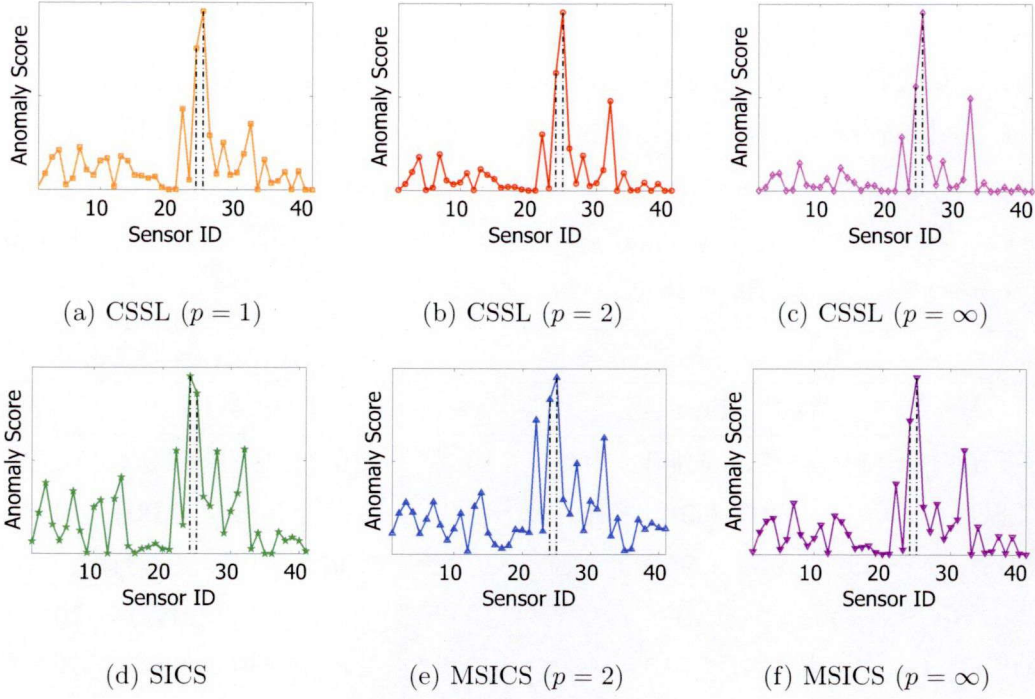 Anomaly Score
10 20 30 40
Sensor ID
(a) CSSL (p = 1)
Anomaly Score
10 20 30 40
Sensor ID
(b) CSSL (p = 2)
Anomaly Score
10 20 30 40
Sensor ID
(c) CSSL (p = ∞)
Anomaly Score
10 20 30 40
Sensor ID
(d) SICS
Anomaly Score
10 20 30 40
Sensor ID
(e) MSICS (p = 2)
Anomaly Score
10 20 30 40
Sensor ID
(f) MSICS (p = ∞)